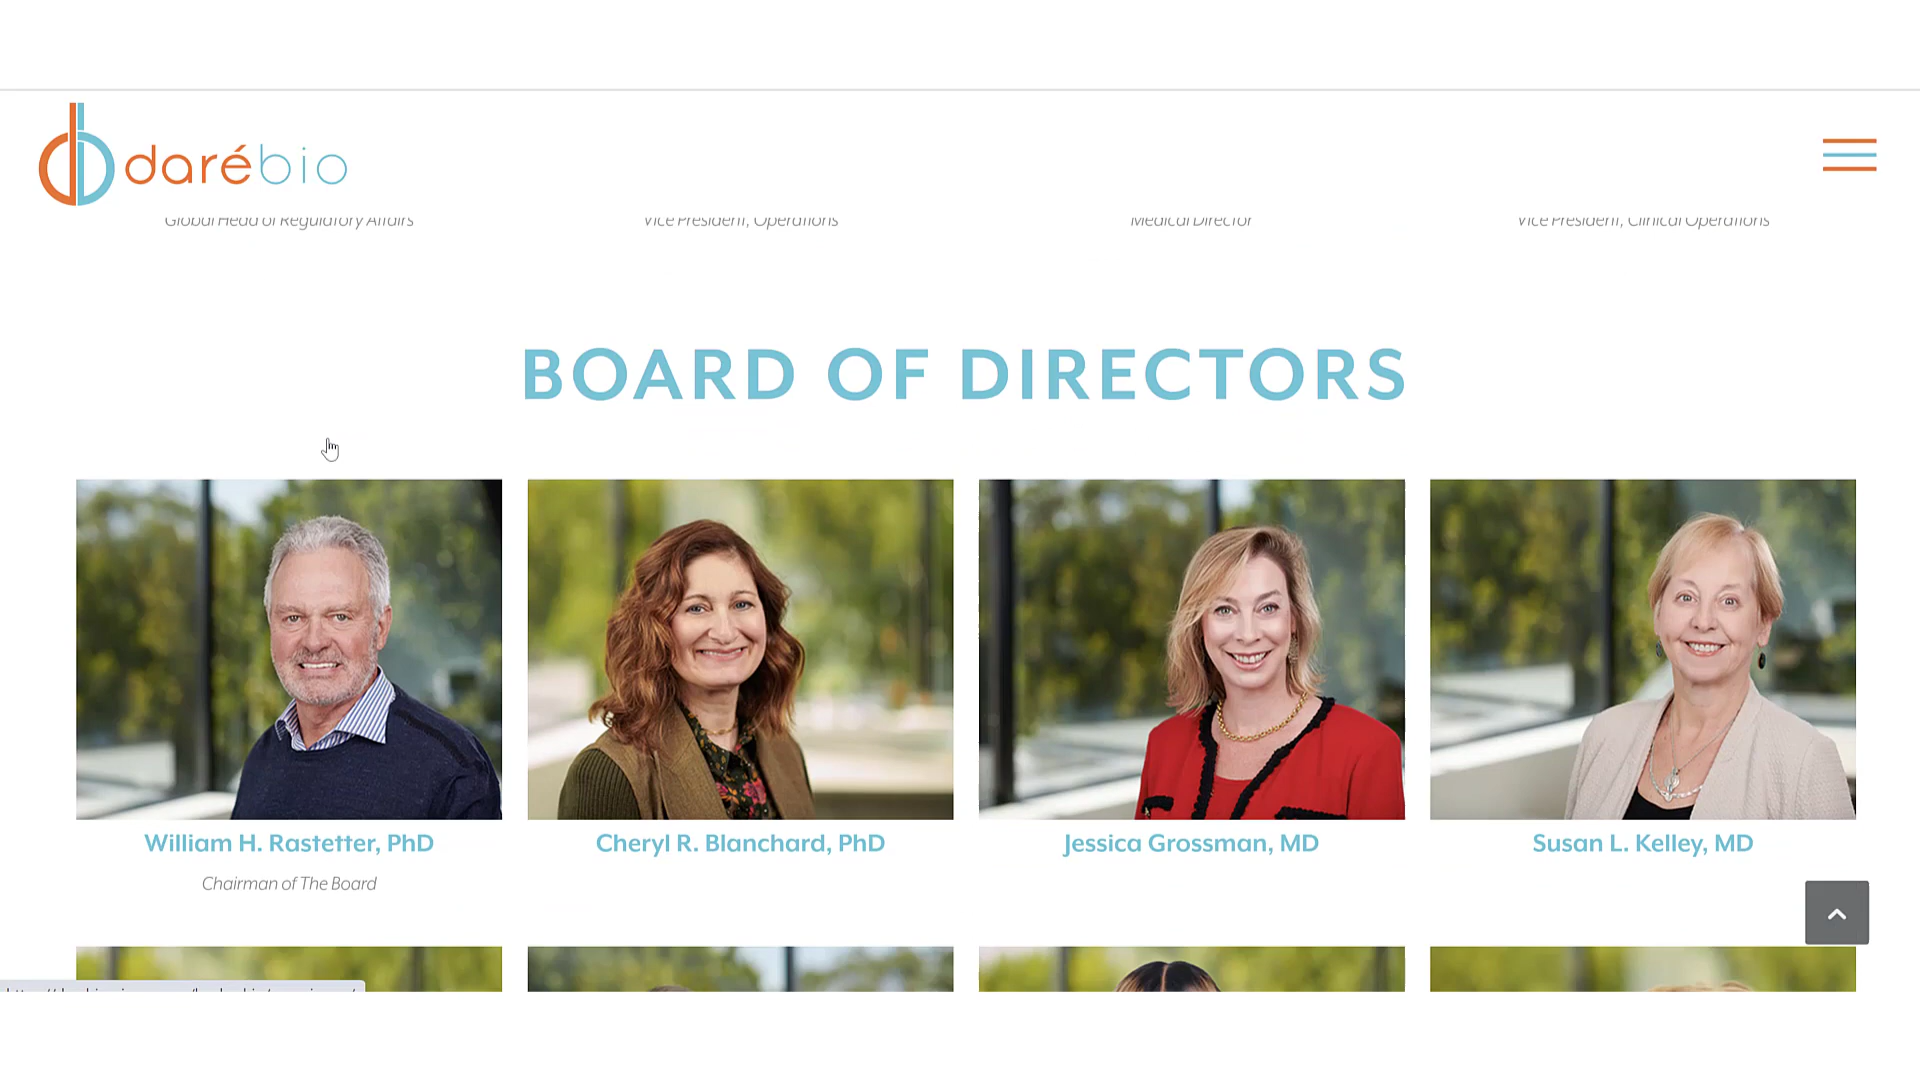 darébio
Global Head of Regulatory Affairs
Vice President, Operations
Medical Director
Vice President, Clinical Operations
BOARD OF DIRECTORS
William H. Rastetter, PhD
Cheryl R. Blanchard, PhD
Jessica Grossman, MD
Susan L. Kelley, MD
Chairman of The Board